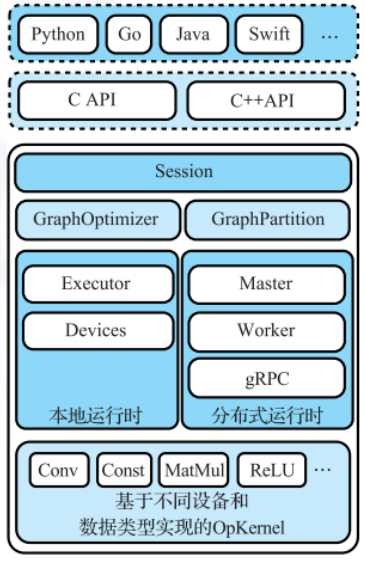 Python Go Java Swift ...
C API C++API
Session
GraphOptimizer GraphPartition
Executor Master
Devices Worker
gRPC
本地运行时 分布式运行时
Conv Const MatMul ReLU ...
基于不同设备和
数据类型实现的OpKernel